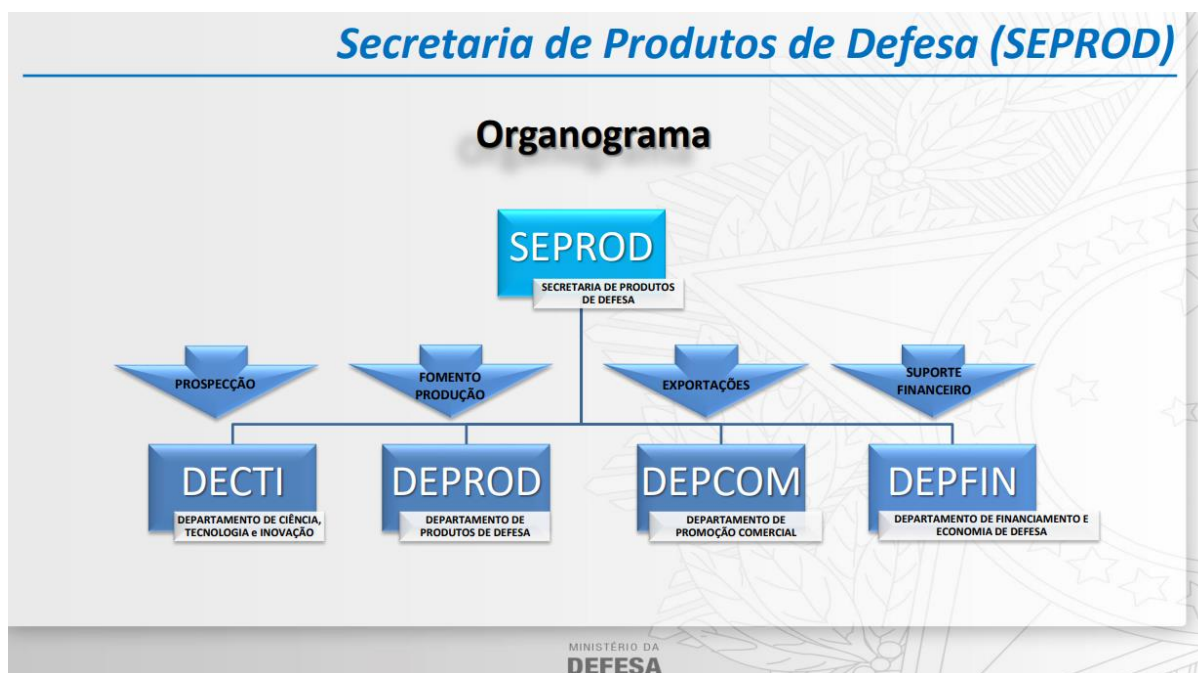 Secretaria de Produtos de Defesa (SEPROD)
Organograma
SEPROD
SECRETARIA DE PRODUTOS
DE DEFESA
PROSPECÇÃO
FOMENTO
PRODUÇÃO
EXPORTAÇÕES
SUPORTE
FINANCEIRO
DECTI
DEPARTAMENTO DE CIÊNCIA,
TECNOLOGIA e INOVAÇÃO
DEPROD
DEPARTAMENTO DE
PRODUTOS DE DEFESA
DEPCOM
DEPARTAMENTO DE
PROMOÇÃO COMERCIAL
DEPFIN
DEPARTAMENTO DE FINANCIAMENTO E
ECONOMIA DE DEFESA
MINISTÉRIO DA
DEFESA